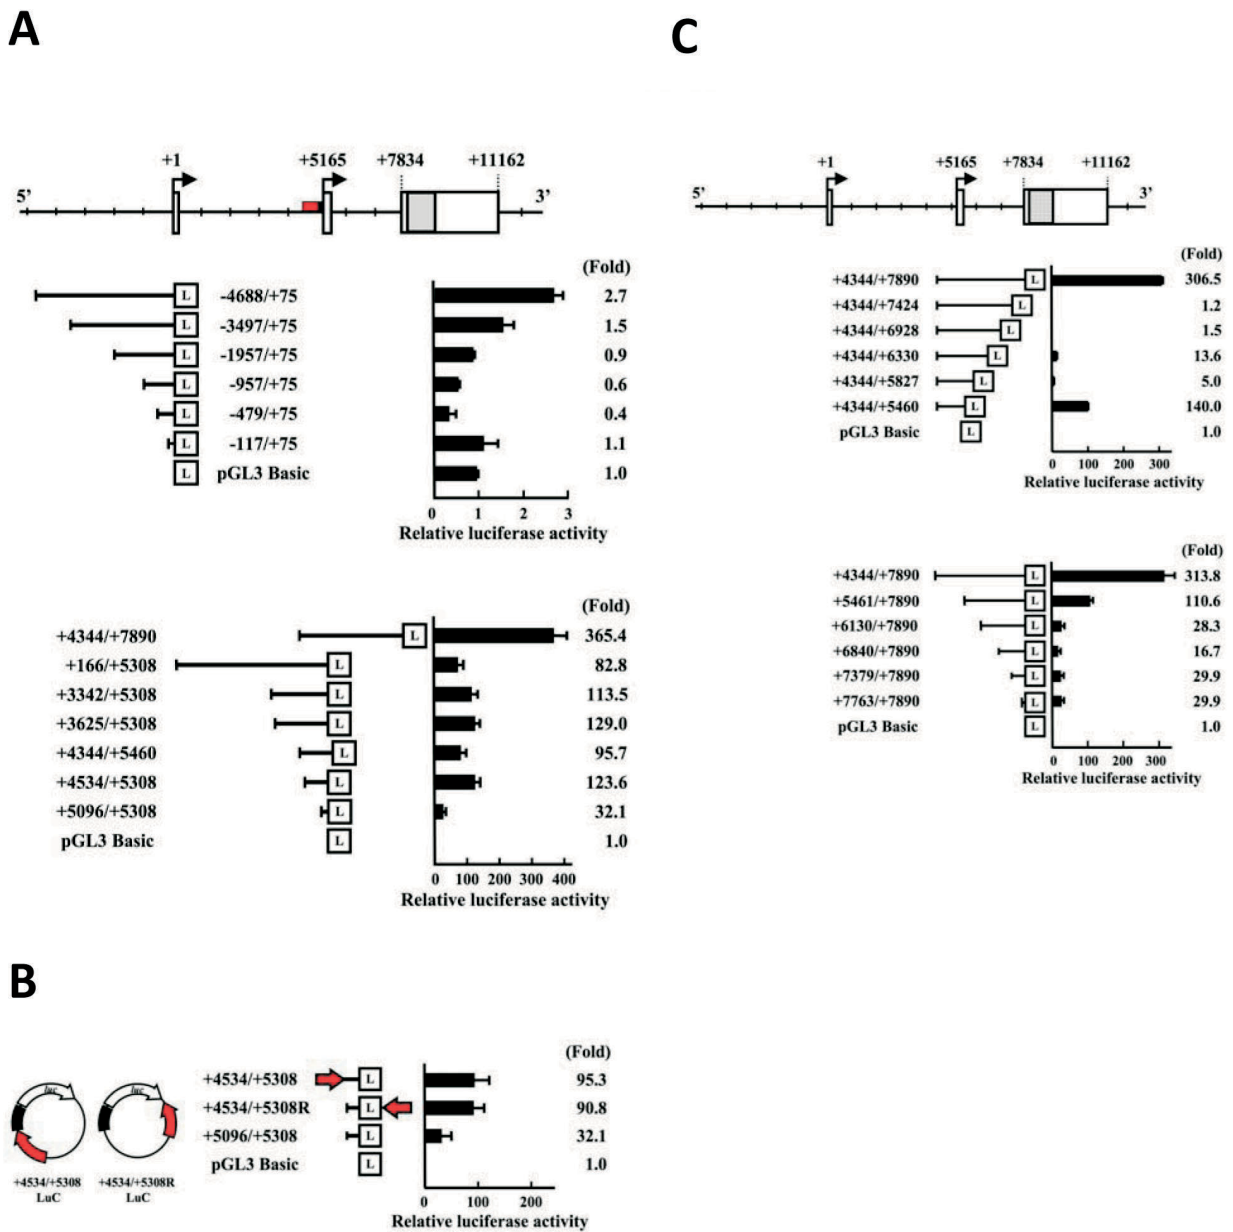 A
+1 +5165 +7834 +11162
5’ 3’
(Fold)
L -4688/+75 2.7
L -3497/+75 1.5
L -1957/+75 0.9
L -957/+75 0.6
L -479/+75 0.4
L -117/+75 1.1
L pGL3 Basic 1.0
0 1 2 3
Relative luciferase activity
(Fold)
+4344/+7890 L 365.4
+166/+5308 L 82.8
+3342/+5308 L 113.5
+3625/+5308 L 129.0
+4344/+5460 L 95.7
+4534/+5308 L 123.6
+5096/+5308 L 32.1
pGL3 Basic L 1.0
0 100 200 300 400
Relative luciferase activity
B
luc luc
+4534/+5308
LuC
+4534/+5308R
LuC
(Fold)
+4534/+5308 L 95.3
+4534/+5308R L 90.8
+5096/+5308 L 32.1
pGL3 Basic L 1.0
0 100 200
Relative luciferase activity
C
+1 +5165 +7834 +11162
5’ 3’
(Fold)
+4344/+7890 L 306.5
+4344/+7424 L 1.2
+4344/+6928 L 1.5
+4344/+6330 L 13.6
+4344/+5827 L 5.0
+4344/+5460 L 140.0
pGL3 Basic L 1.0
0 100 200 300
Relative luciferase activity
(Fold)
+4344/+7890 L 313.8
+5461/+7890 L 110.6
+6130/+7890 L 28.3
+6840/+7890 L 16.7
+7379/+7890 L 29.9
+7763/+7890 L 29.9
pGL3 Basic L 1.0
0 100 200 300
Relative luciferase activity